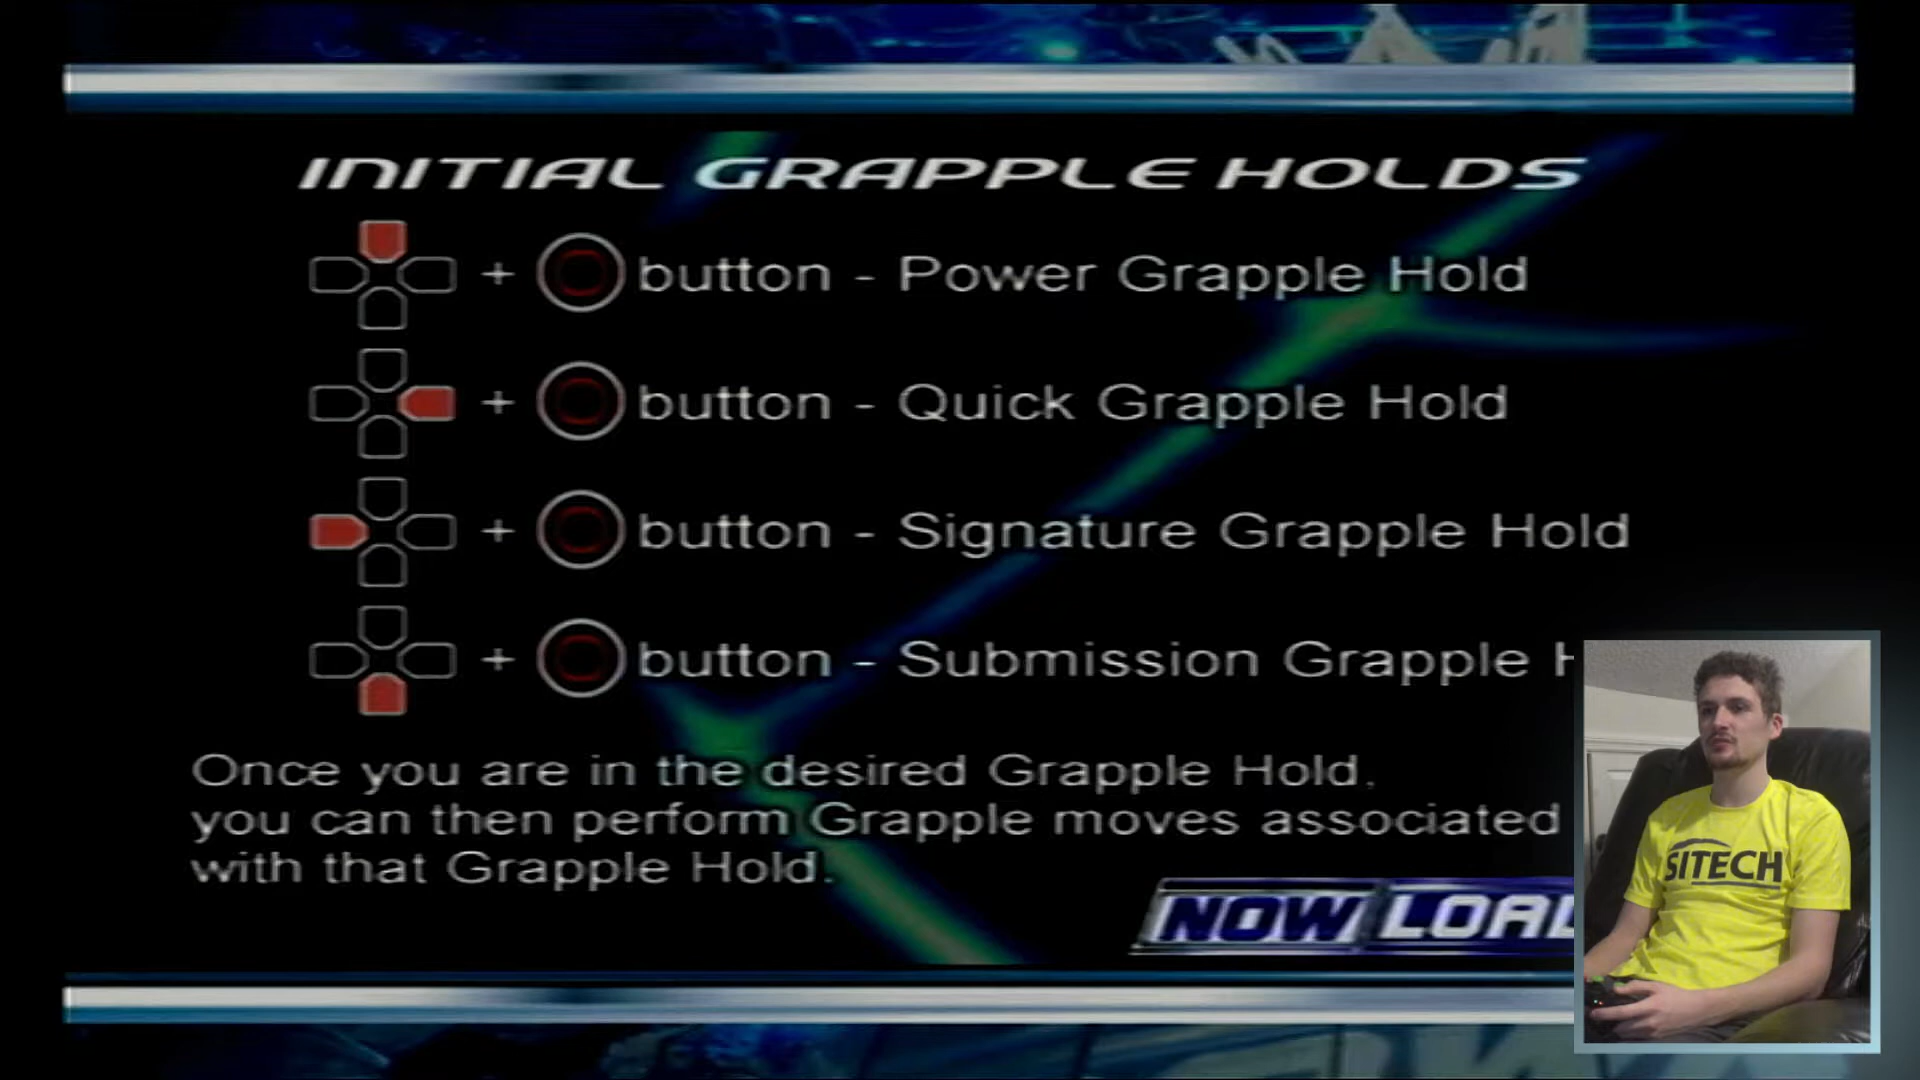 INITIAL GRAPPLE HOLDS
+ button - Power Grapple Hold
+ button - Quick Grapple Hold
+ button - Signature Grapple Hold
+ button - Submission Grapple H
Once you are in the desired Grapple Hold,
you can then perform Grapple moves associated
with that Grapple Hold.
NOW LOAD
SITECH